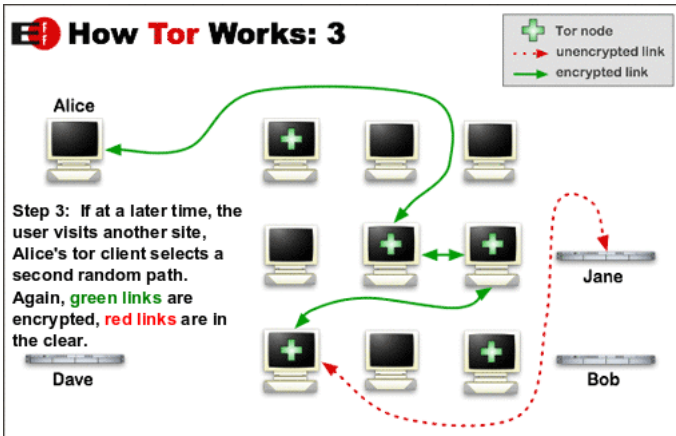 EFF How Tor Works: 3
Tor node
unencrypted link
encrypted link
Alice
Step 3: If at a later time, the
user visits another site,
Alice's tor client selects a
second random path.
Again, green links are
encrypted, red links are in
the clear.
Jane
Dave
Bob